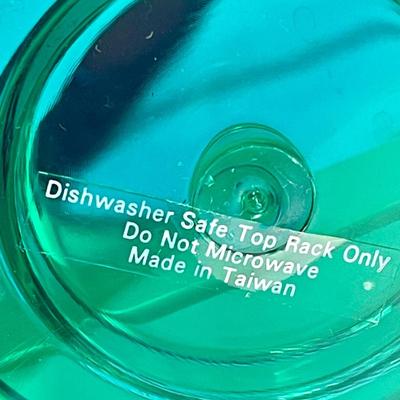 Dishwasher Safe Top Rack Only
Do Not Microwave
Made in Taiwan